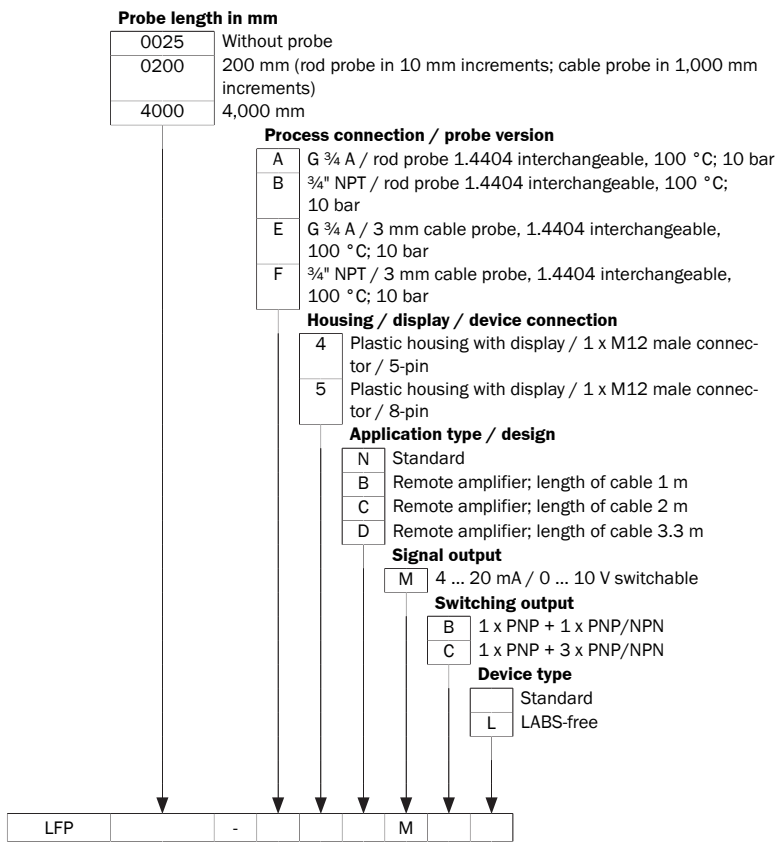 Probe length in mm
0025 Without probe
0200 200 mm (rod probe in 10 mm increments; cable probe in 1,000 mm
increments)
4000 4,000 mm
Process connection / probe version
A G ¾ A / rod probe 1.4404 interchangeable, 100 °C; 10 bar
B ¾" NPT / rod probe 1.4404 interchangeable, 100 °C;
10 bar
E G ¾ A / 3 mm cable probe, 1.4404 interchangeable,
100 °C; 10 bar
F ¾" NPT / 3 mm cable probe, 1.4404 interchangeable,
100 °C; 10 bar
Housing / display / device connection
4 Plastic housing with display / 1 x M12 male connec-
tor / 5-pin
5 Plastic housing with display / 1 x M12 male connec-
tor / 8-pin
Application type / design
N Standard
B Remote amplifier; length of cable 1 m
C Remote amplifier; length of cable 2 m
D Remote amplifier; length of cable 3.3 m
Signal output
M 4 ... 20 mA / 0 ... 10 V switchable
Switching output
B 1 x PNP + 1 x PNP/NPN
C 1 x PNP + 3 x PNP/NPN
Device type
Standard
L LABS-free
LFP - M